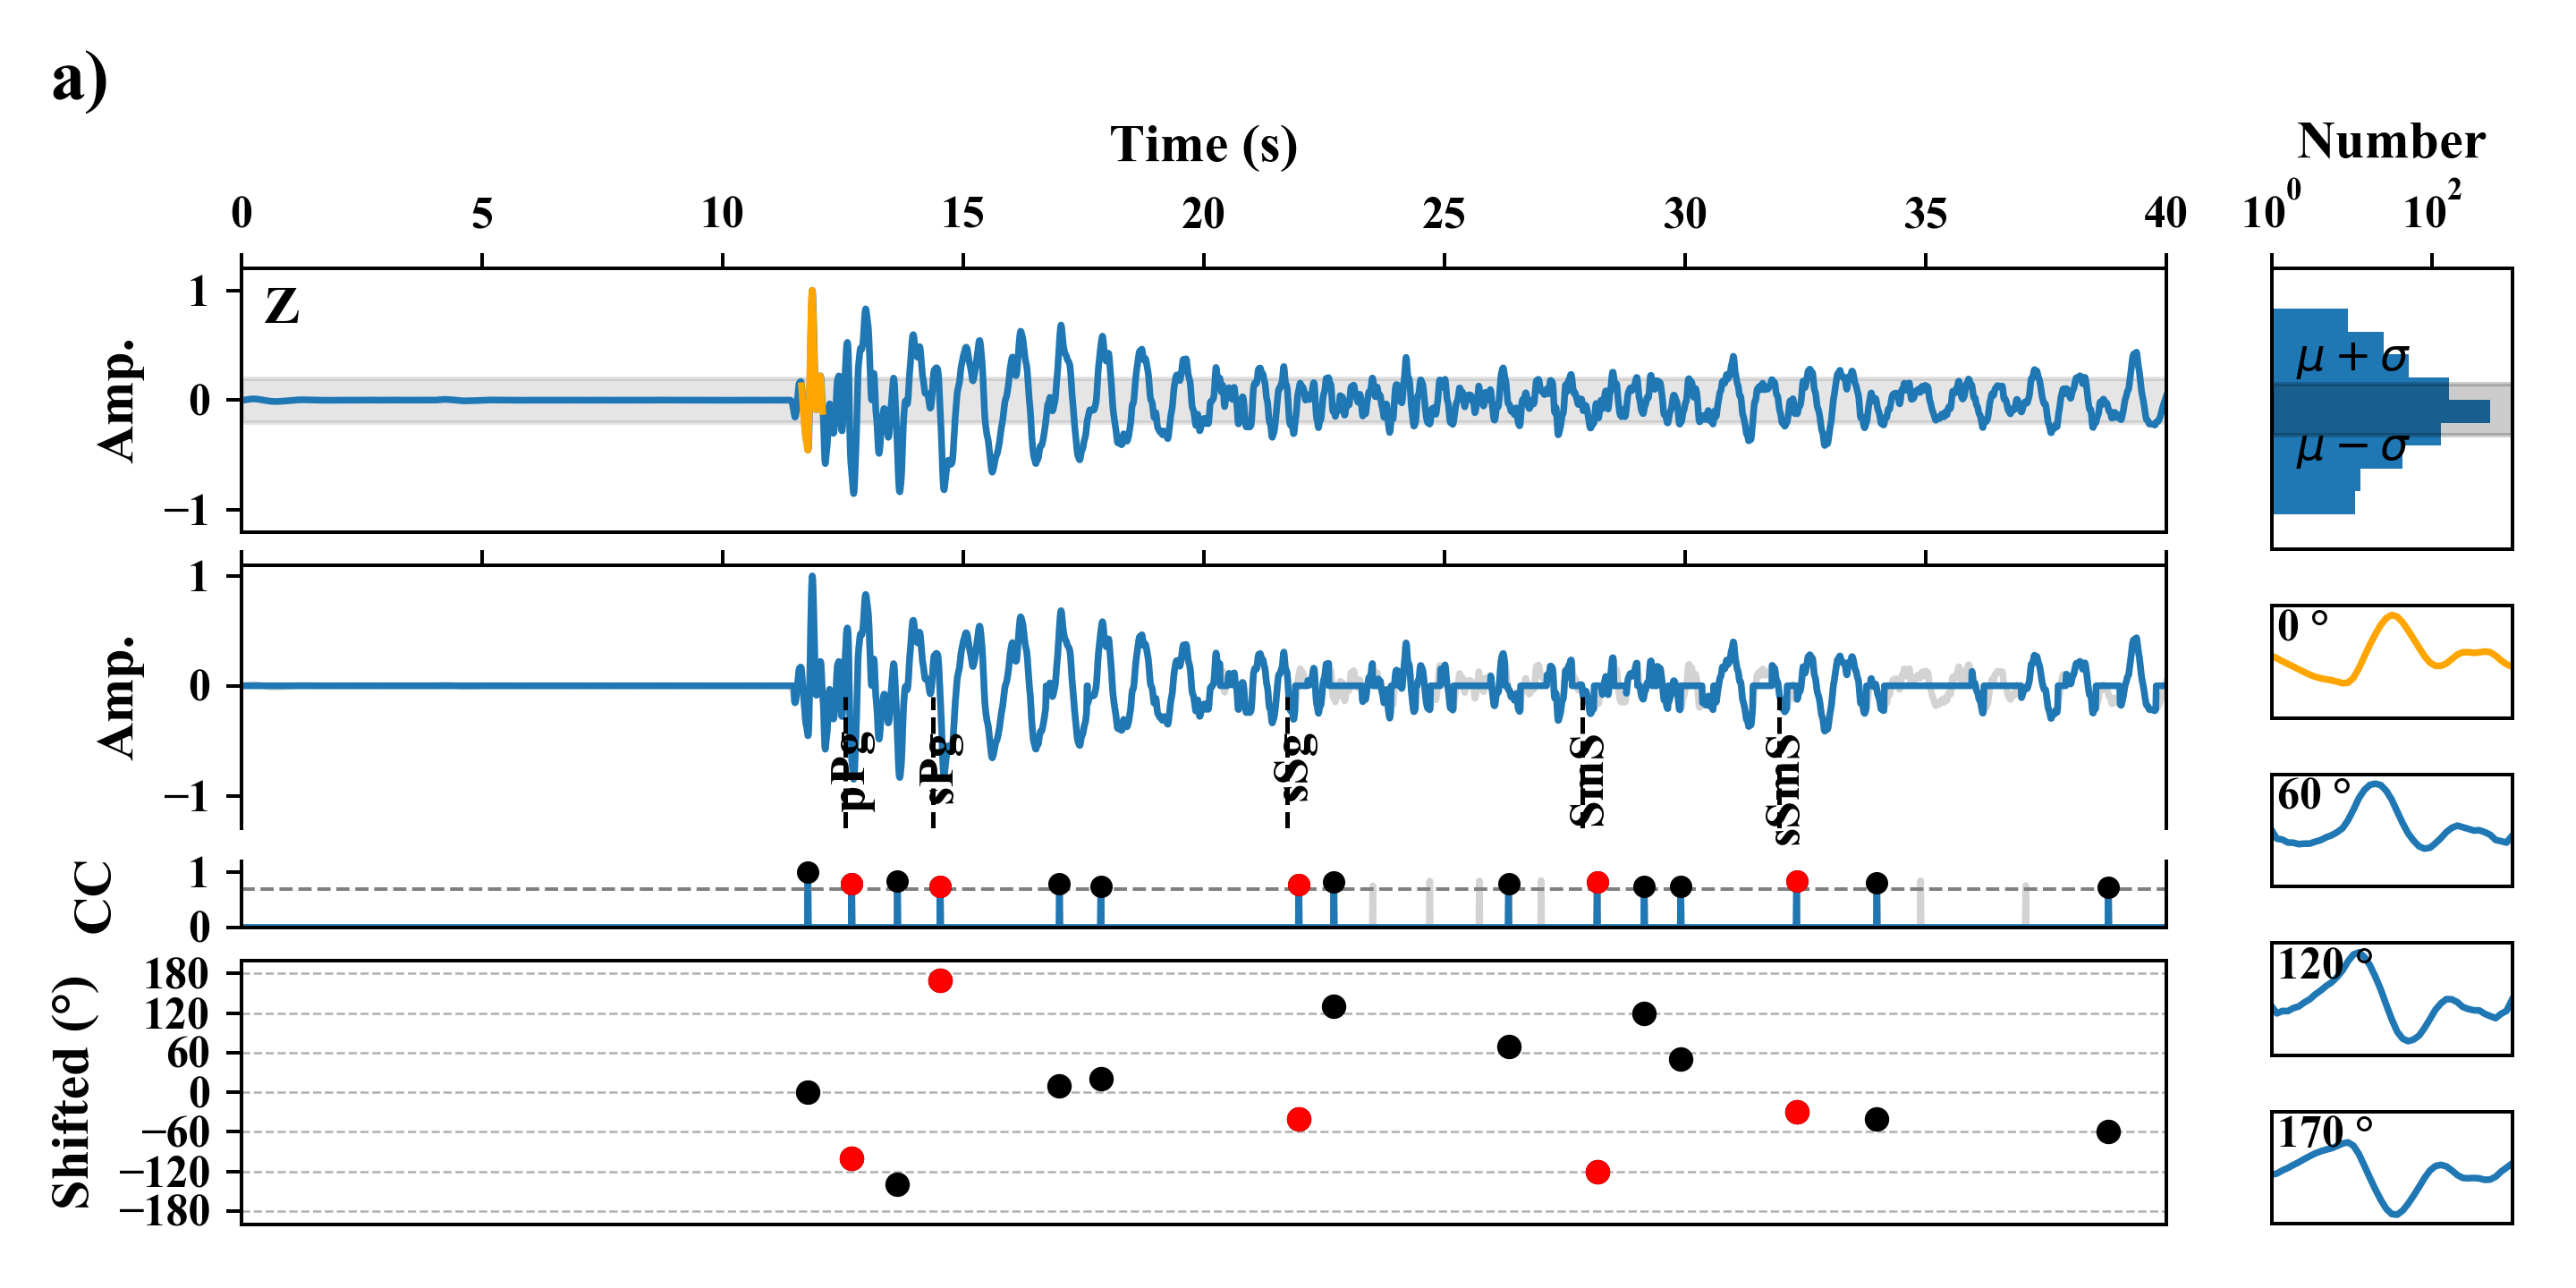 a)
Time (s)
Number
0 5 10 15 20 25 30 35 40
10^0 10^2
Z
Amp.
1
0
−1
μ + σ
μ − σ
Amp.
1
0
−1
pPg
sPg
sSg
SmS
sSmS
0 °
60 °
CC
1
0
120 °
Shifted (°)
180
120
60
0
−60
−120
−180
170 °